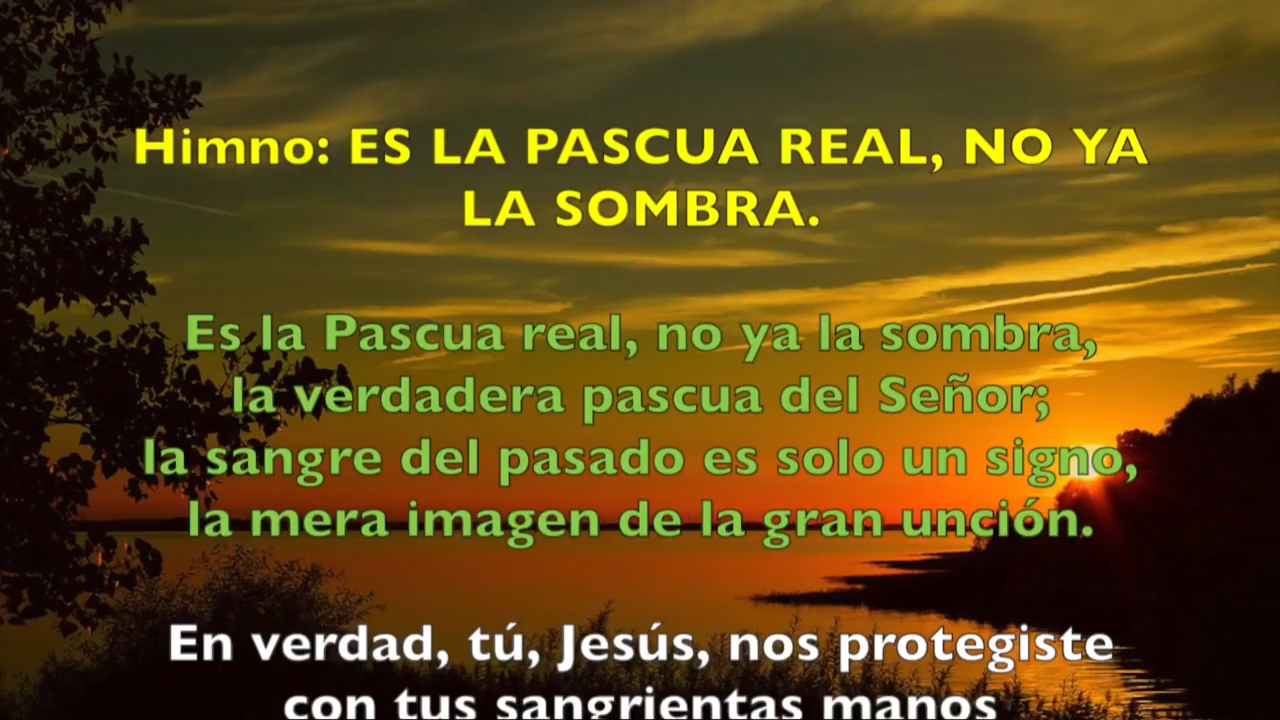 Himno: ES LA PASCUA REAL, NO YA
LA SOMBRA.
Es la Pascua real, no ya la sombra,
la verdadera pascua del Señor;
la sangre del pasado es solo un signo,
la mera imagen de la gran unción.
En verdad, tú, Jesús, nos protegiste
con tus sangrientas manos